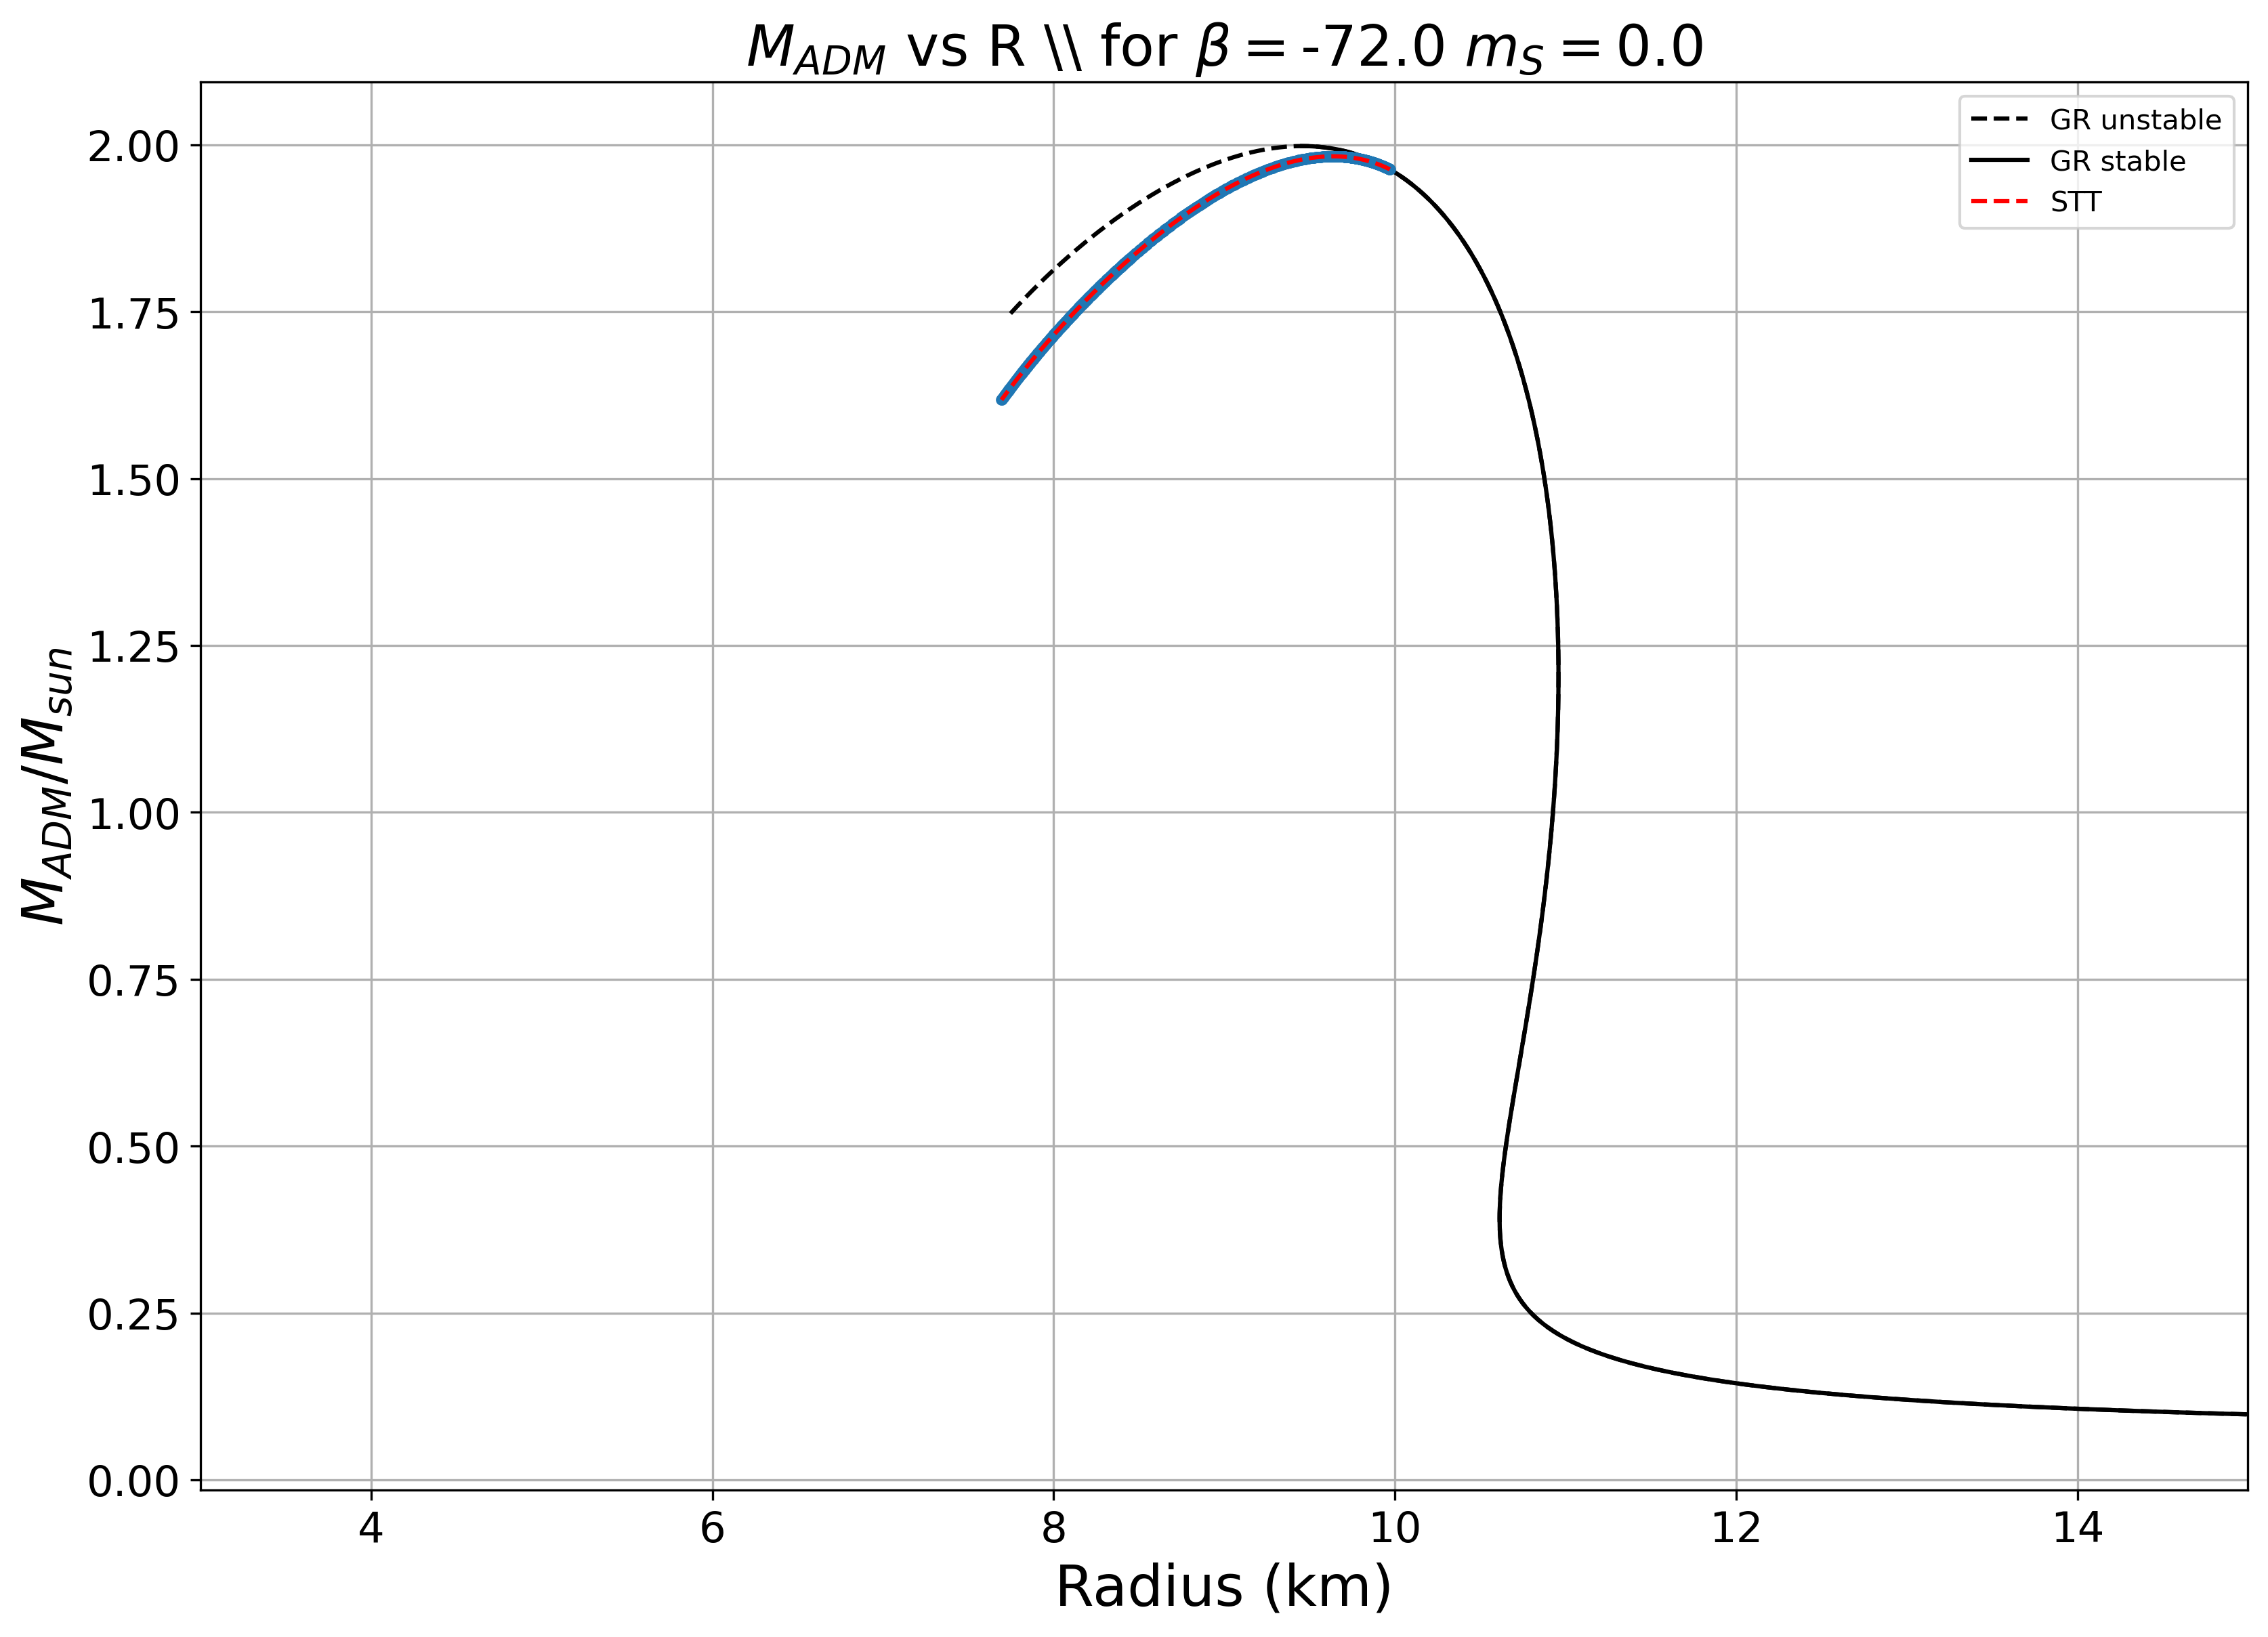 M_ADM vs R \\ for β = -72.0 m_S = 0.0
GR unstable
GR stable
STT
M_ADM/M_sun
2.00
1.75
1.50
1.25
1.00
0.75
0.50
0.25
0.00
4 6 8 10 12 14
Radius (km)